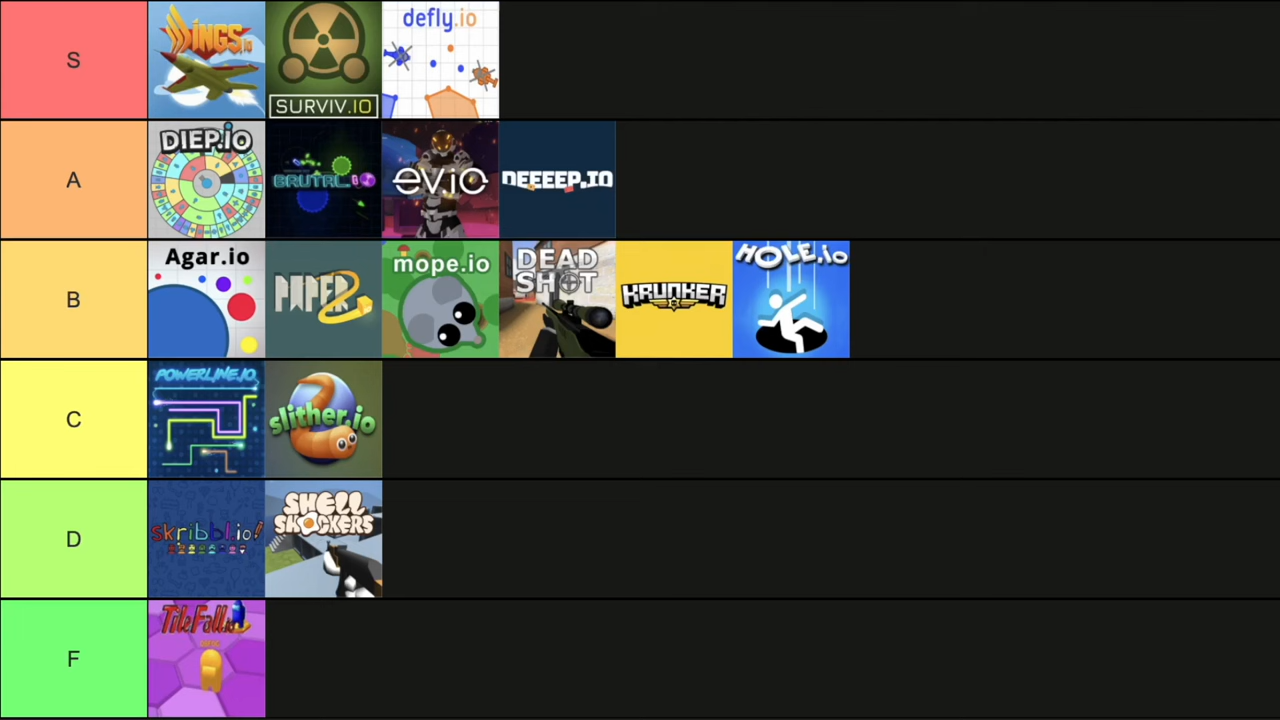 S
WINGS.io
SURVIV.IO
defly.io
A
DIEP.io
BRUTAL.io
ev.io
DEEEEP.IO
B
Agar.io
PAPER 2
mope.io
DEAD
SHOT
KRUNKER
HOLE.io
C
POWERLINE.IO
slither.io
D
skribbl.io!
SHELL
SHOCKERS
F
TileFall.io